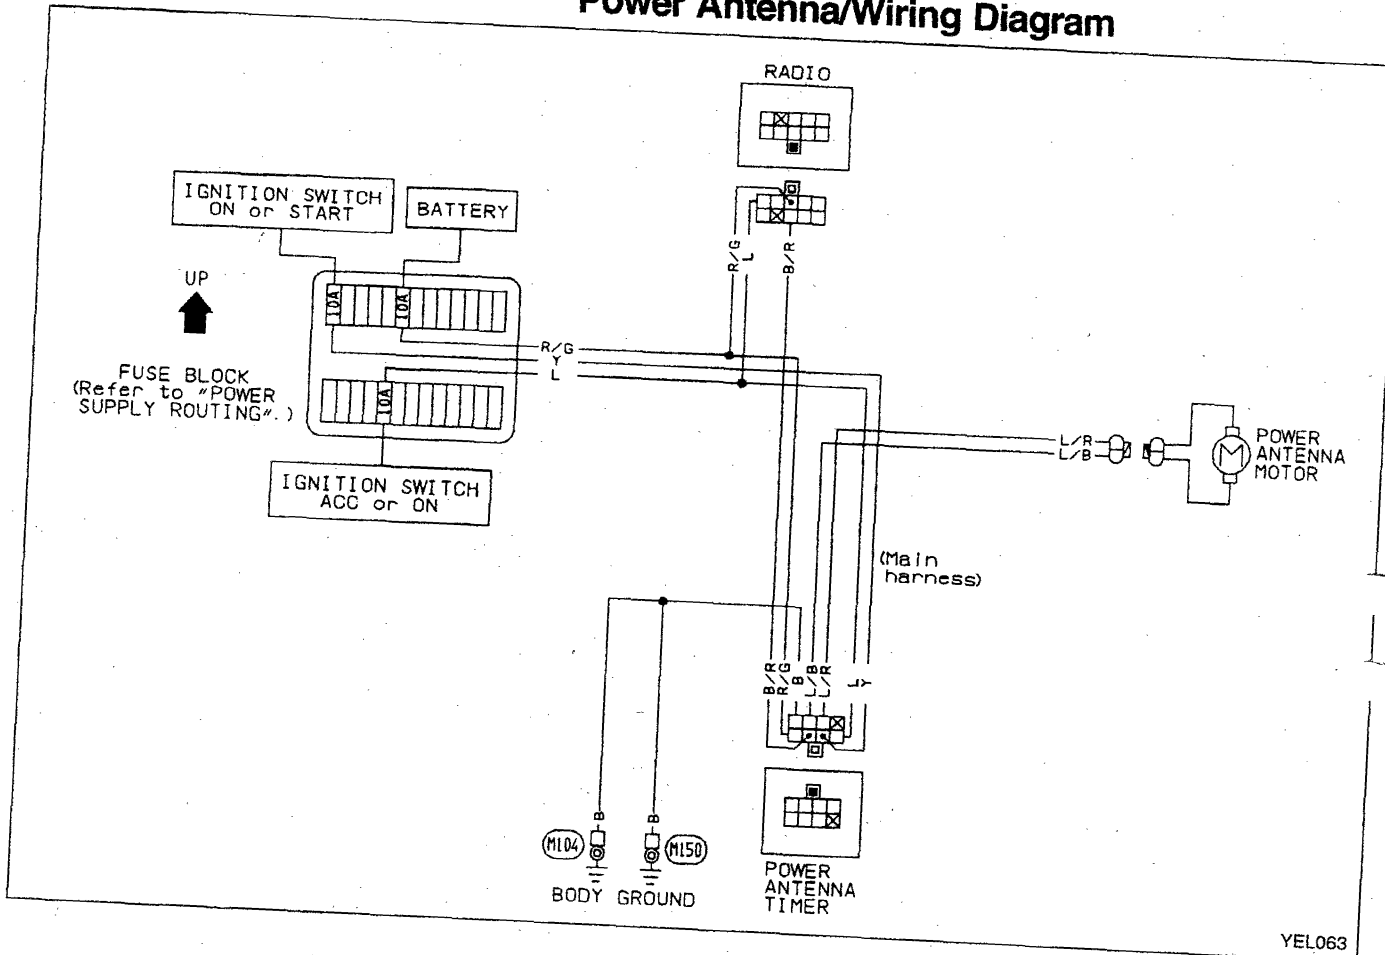 Power Antenna/Wiring Diagram
RADIO
IGNITION SWITCH
ON or START
BATTERY
UP
10A
10A
R/G
L
B/R
R/G
Y
L
FUSE BLOCK
(Refer to "POWER
SUPPLY ROUTING".)
10A
IGNITION SWITCH
ACC or ON
L/R
L/B
POWER
ANTENNA
MOTOR
M
(Main
harness)
B/R
R/G
B
L/B
L/R
L
Y
B
B
M104
M150
BODY GROUND
POWER
ANTENNA
TIMER
YEL063